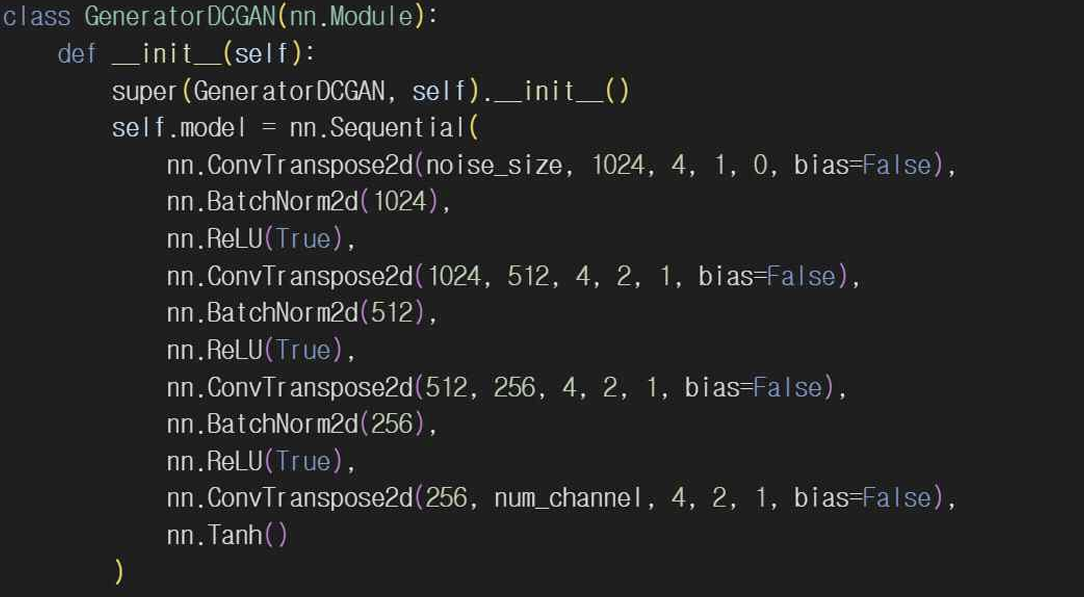 class GeneratorDCGAN(nn.Module):
    def __init__(self):
        super(GeneratorDCGAN, self).__init__()
        self.model = nn.Sequential(
            nn.ConvTranspose2d(noise_size, 1024, 4, 1, 0, bias=False),
            nn.BatchNorm2d(1024),
            nn.ReLU(True),
            nn.ConvTranspose2d(1024, 512, 4, 2, 1, bias=False),
            nn.BatchNorm2d(512),
            nn.ReLU(True),
            nn.ConvTranspose2d(512, 256, 4, 2, 1, bias=False),
            nn.BatchNorm2d(256),
            nn.ReLU(True),
            nn.ConvTranspose2d(256, num_channel, 4, 2, 1, bias=False),
            nn.Tanh()
        )